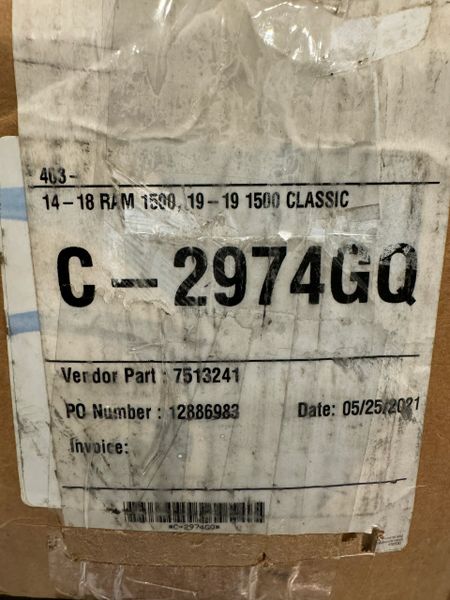 403-
14-18 RAM 1500, 19-19 1500 CLASSIC
C-2974GQ
Vendor Part : 7513241
PO Number : 12886983 Date: 05/25/2021
Invoice:
*C-2974GQ*